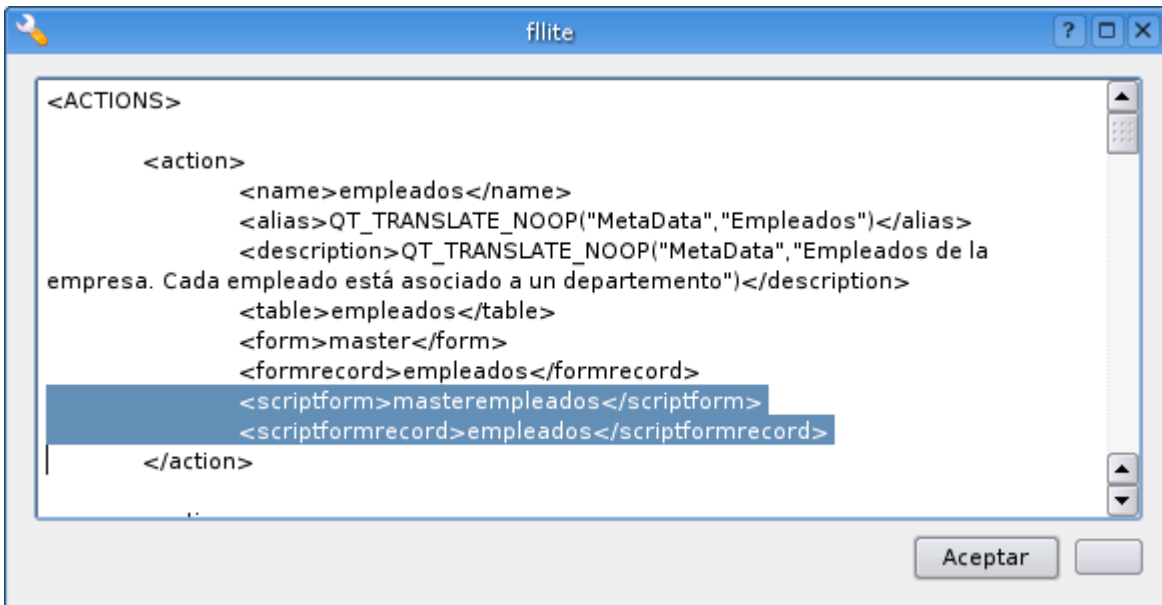 fllite
<ACTIONS>
<action>
<name>empleados</name>
<alias>QT_TRANSLATE_NOOP("MetaData","Empleados")</alias>
<description>QT_TRANSLATE_NOOP("MetaData","Empleados de la
empresa. Cada empleado está asociado a un departemento")</description>
<table>empleados</table>
<form>master</form>
<formrecord>empleados</formrecord>
<scriptform>masterempleados</scriptform>
<scriptformrecord>empleados</scriptformrecord>
</action>
Aceptar